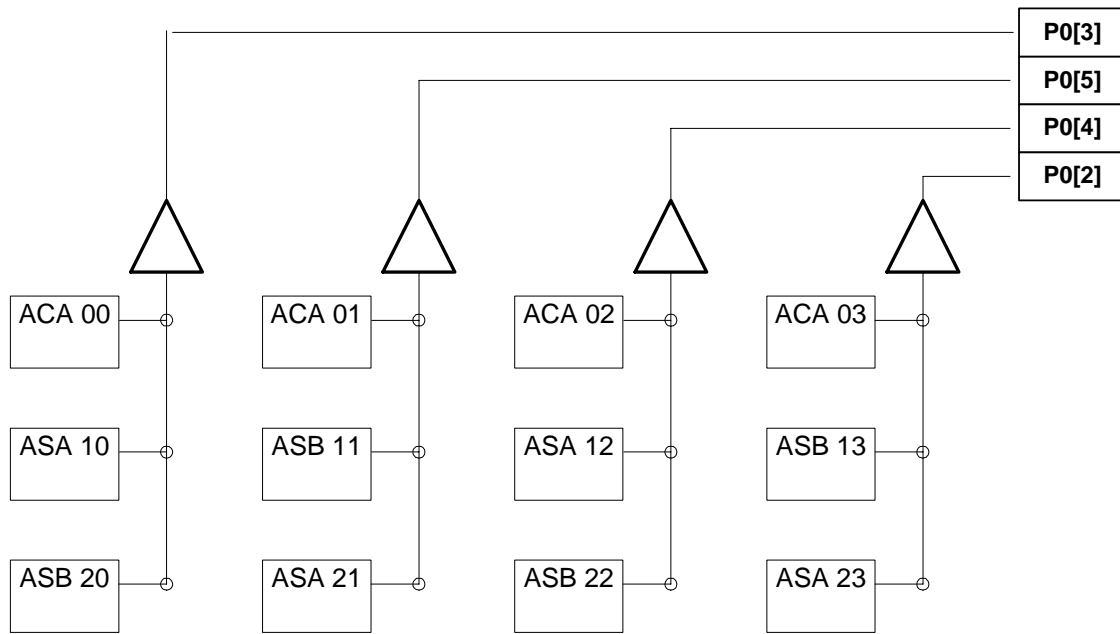 P0[3]
P0[5]
P0[4]
P0[2]
ACA 00
ACA 01
ACA 02
ACA 03
ASA 10
ASB 11
ASA 12
ASB 13
ASB 20
ASA 21
ASB 22
ASA 23